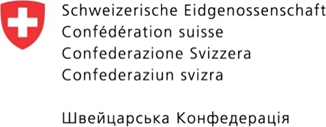 Schweizerische Eidgenossenschaft
Confédération suisse
Confederazione Svizzera
Confederaziun svizra
Швейцарська Конфедерація